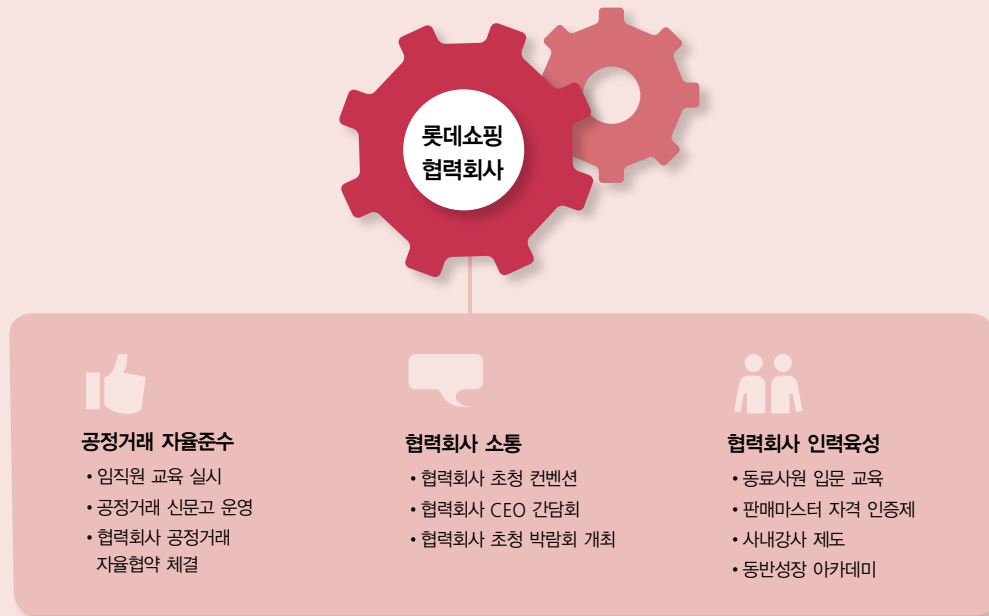 롯데쇼핑
협력회사
공정거래 자율준수
• 임직원 교육 실시
• 공정거래 신문고 운영
• 협력회사 공정거래
자율협약 체결
협력회사 소통
• 협력회사 초청 컨벤션
• 협력회사 CEO 간담회
• 협력회사 초청 박람회 개최
협력회사 인력육성
• 동료사원 입문 교육
• 판매마스터 자격 인증제
• 사내강사 제도
• 동반성장 아카데미